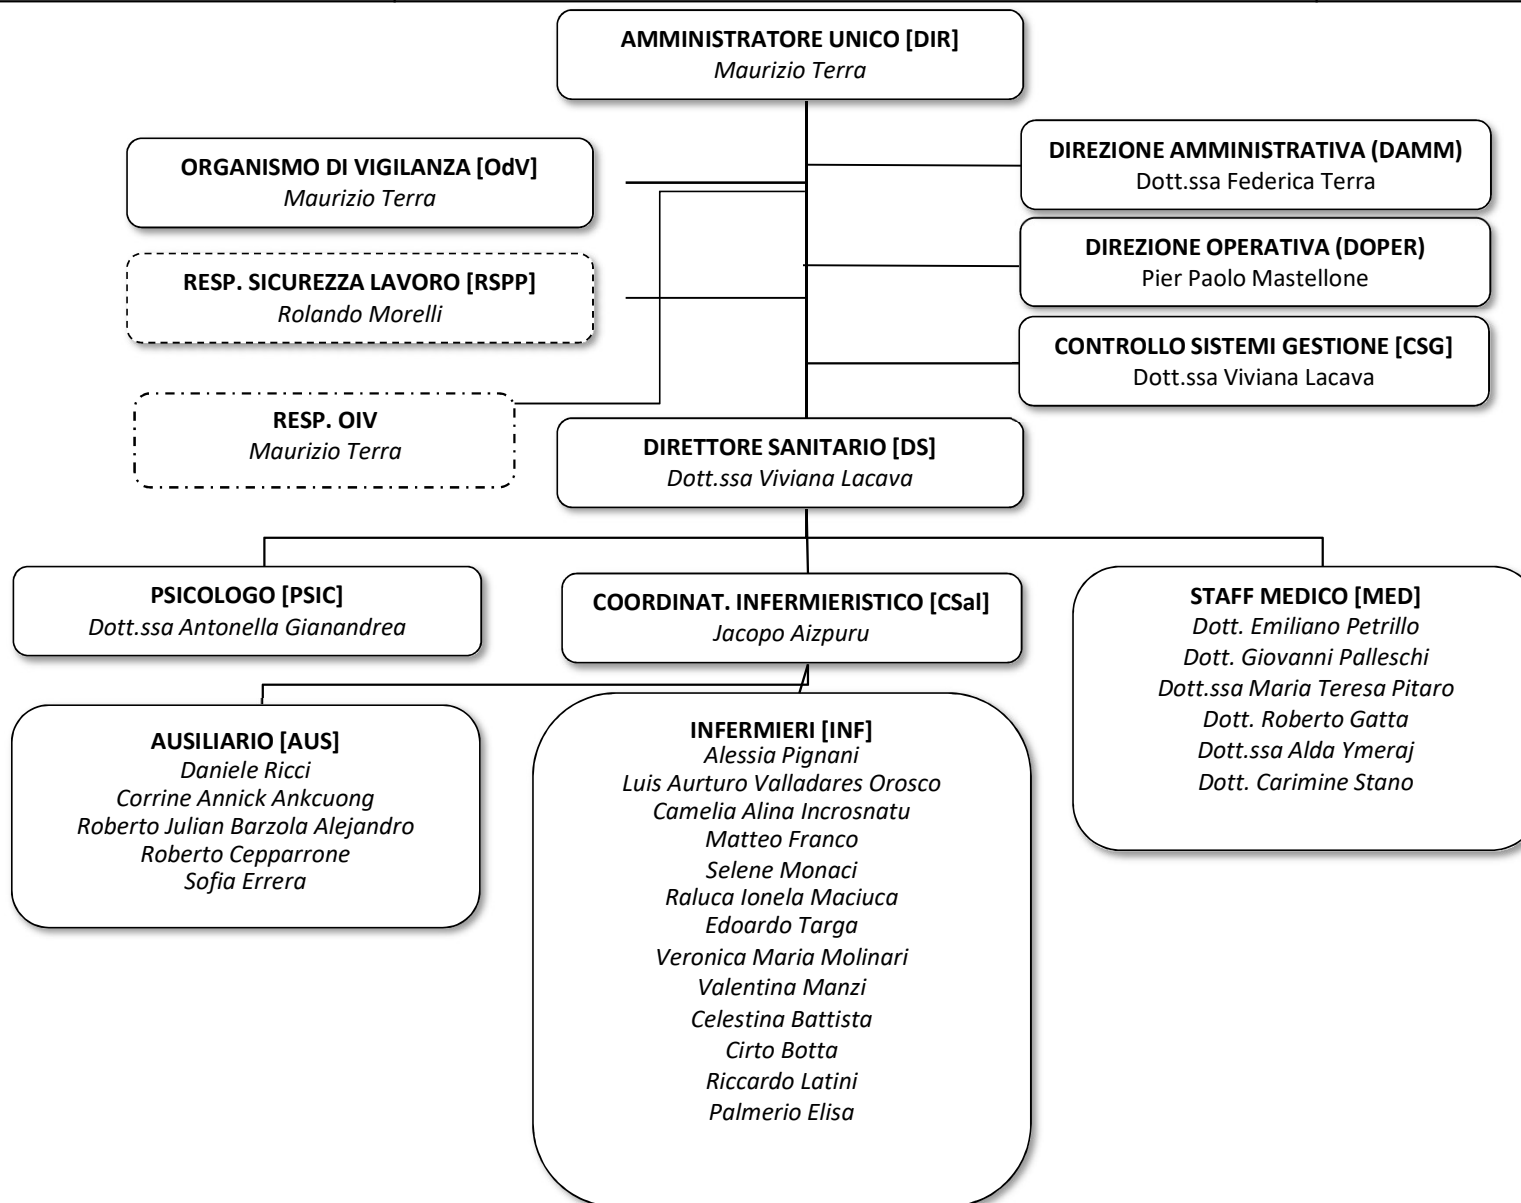 AMMINISTRATORE UNICO [DIR]
Maurizio Terra
ORGANISMO DI VIGILANZA [OdV]
Maurizio Terra
DIREZIONE AMMINISTRATIVA (DAMM)
Dott.ssa Federica Terra
RESP. SICUREZZA LAVORO [RSPP]
Rolando Morelli
DIREZIONE OPERATIVA (DOPER)
Pier Paolo Mastellone
CONTROLLO SISTEMI GESTIONE [CSG]
Dott.ssa Viviana Lacava
RESP. OIV
Maurizio Terra
DIRETTORE SANITARIO [DS]
Dott.ssa Viviana Lacava
PSICOLOGO [PSIC]
Dott.ssa Antonella Gianandrea
COORDINAT. INFERMIERISTICO [CSal]
Jacopo Aizpuru
STAFF MEDICO [MED]
Dott. Emiliano Petrillo
Dott. Giovanni Palleschi
Dott.ssa Maria Teresa Pitaro
Dott. Roberto Gatta
Dott.ssa Alda Ymeraj
Dott. Carimine Stano
AUSILIARIO [AUS]
Daniele Ricci
Corrine Annick Ankcuong
Roberto Julian Barzola Alejandro
Roberto Cepparrone
Sofia Errera
INFERMIERI [INF]
Alessia Pignani
Luis Aurturo Valladares Orosco
Camelia Alina Incrosnatu
Matteo Franco
Selene Monaci
Raluca Ionela Maciuca
Edoardo Targa
Veronica Maria Molinari
Valentina Manzi
Celestina Battista
Cirto Botta
Riccardo Latini
Palmerio Elisa